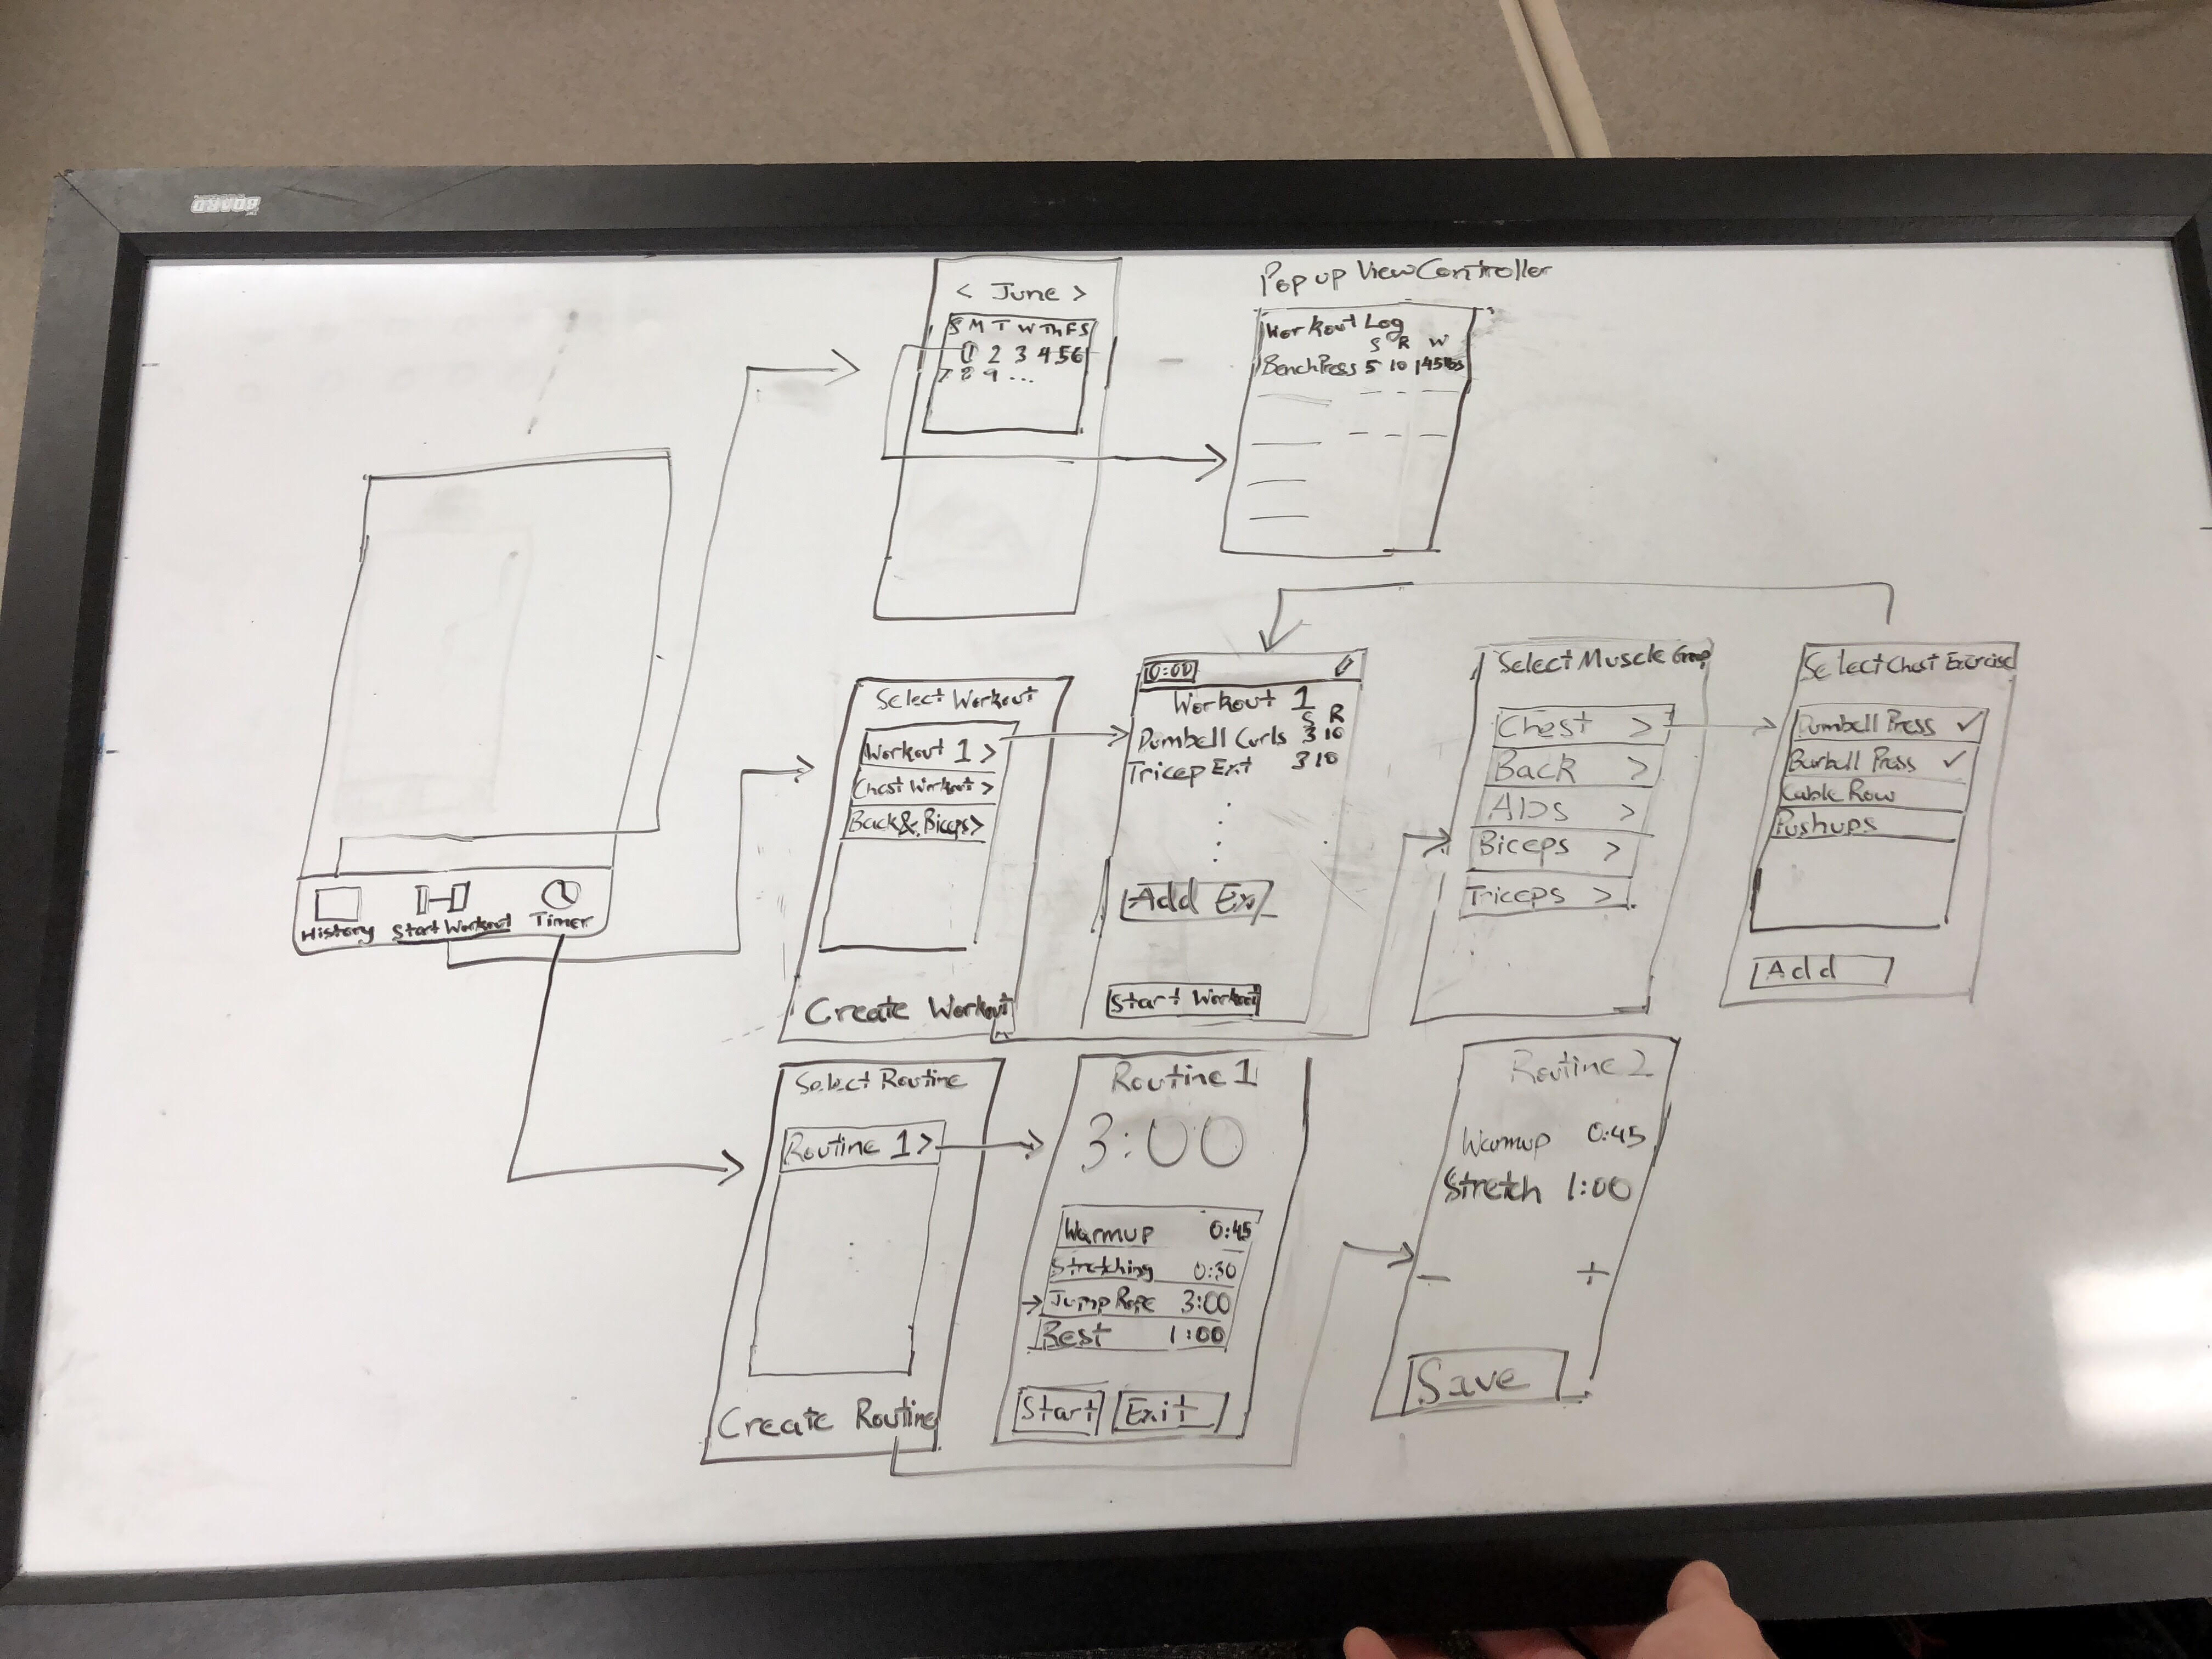 BOARD
< June >
S M T W Th F S
1 2 3 4 5 6
7 8 9 ...
Pop up View Controller
Workout Log
S R W
Bench Press 5 10 145lbs
History
Start Workout
Timer
Select Workout
Workout 1 >
Chest Workout >
Back & Biceps >
Create Workout
0:00
Workout 1
S R
Dumbell Curls 3 10
Tricep Ext 3 10
Add Ex
Start Workout
Select Muscle Group
Chest >
Back >
Abs >
Biceps >
Triceps >
Select Chest Exercise
Dumbell Press ✓
Barbell Press ✓
Cable Row
Pushups
Add
Select Routine
Routine 1 >
Create Routine
Routine 1
3:00
Warmup 0:45
Stretching 0:30
→ Jump Rope 3:00
Rest 1:00
Start
Exit
Routine 2
Warmup 0:45
Stretch 1:00
− +
Save